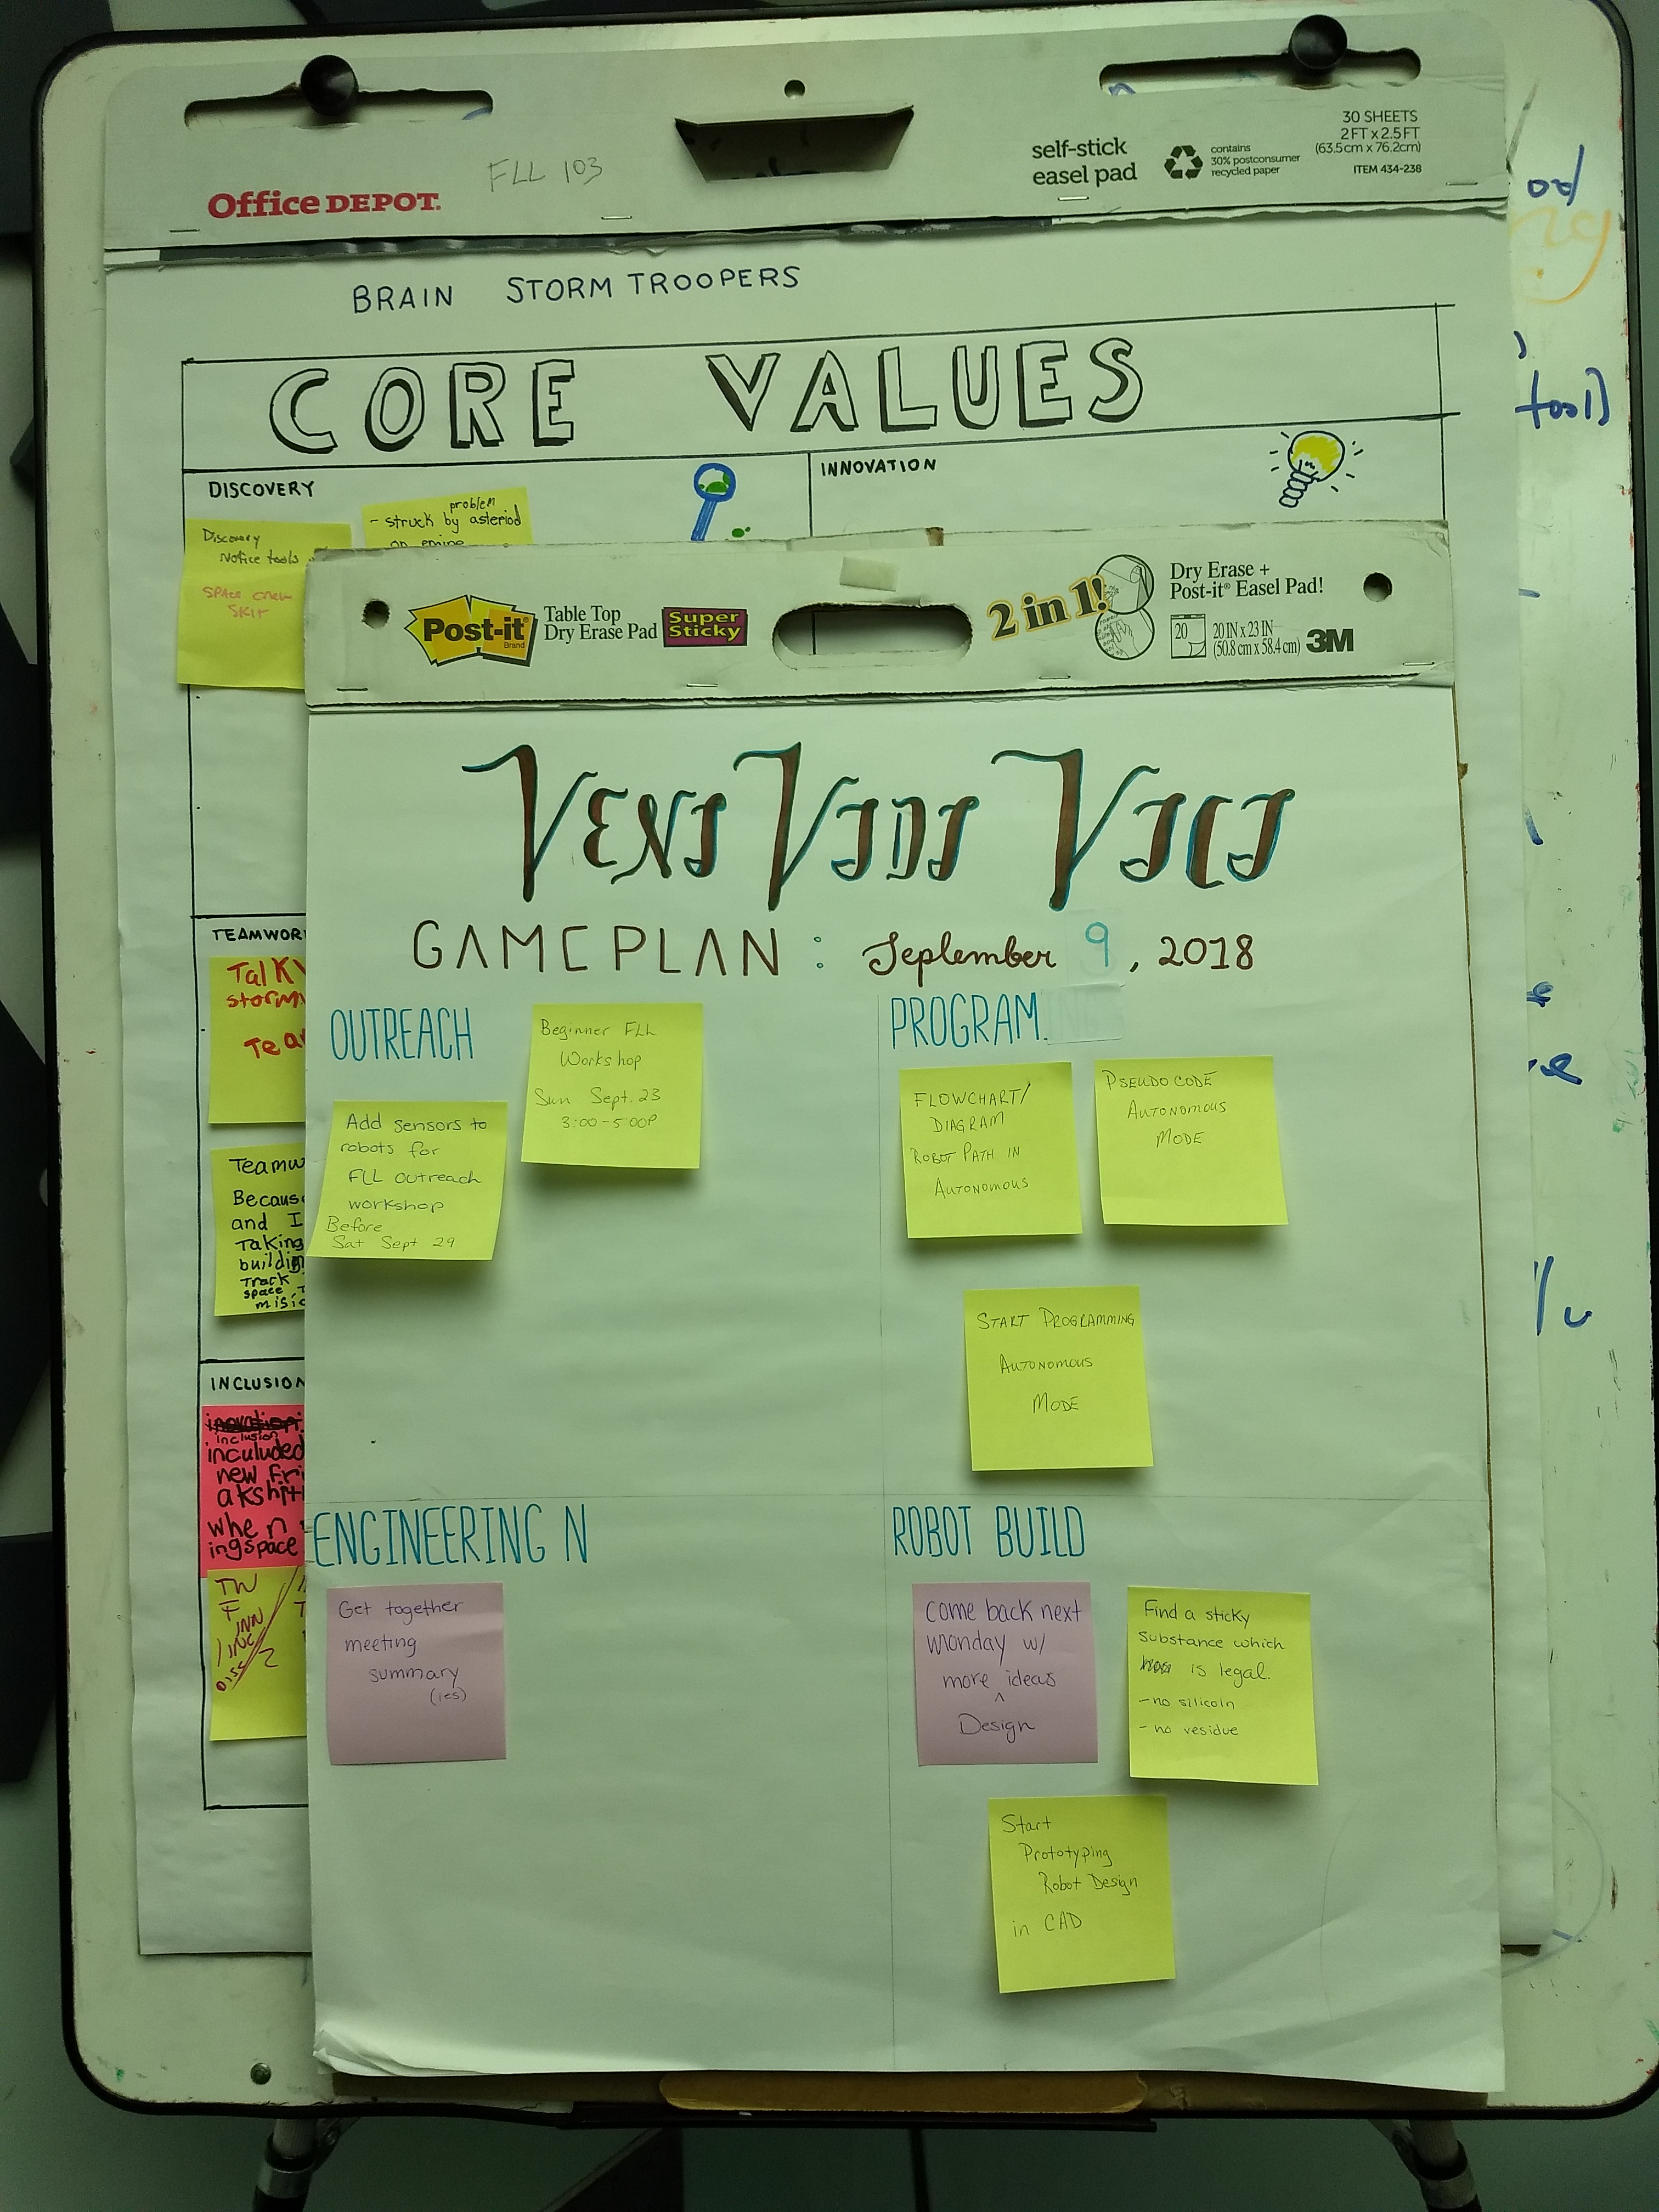 30 SHEETS
2 FT x 2.5 FT
(63.5cm x 76.2cm)
ITEM 434-238
self-stick
easel pad
contains
30% postconsumer
recycled paper
FLL 103
Office DEPOT.
BRAIN STORM TROOPERS
CORE VALUES
DISCOVERY
INNOVATION
Discovery
Notice tools
SPACE crew
SKIT
problem
- struck by asteriod
on engine
Post-it
Brand
Table Top
Dry Erase Pad
Super
Sticky
2 in 1!
Dry Erase +
Post-it® Easel Pad!
20
20 IN x 23 IN
(50.8 cm x 58.4 cm)
3M
VENI VIDI VICI
GAMEPLAN : September 9, 2018
OUTREACH
Add sensors to
robots for
FLL outreach
workshop
Before
Sat Sept 29
Beginner FLL
Workshop
Sun Sept. 23
3:00-5:00P
PROGRAM.
FLOWCHART/
DIAGRAM
ROBOT PATH IN
AUTONOMOUS
PSEUDO CODE
AUTONOMOUS
MODE
START PROGRAMMING
AUTONOMOUS
MODE
ENGINEERING N
Get together
meeting
summary
(ies)
ROBOT BUILD
come back next
monday w/
more ideas
^
Design
Find a sticky
substance which
is legal.
- no silicoln
- no residue
Start
Prototyping
Robot Design
in CAD
TEAMWOR
Talk
storm
Tea
Teamw
Becaus
and I
Taking
building
Track
space T
misic
INCLUSION
inclusion
inculuded
new fri
akshit
when
ingspace
TW
F
INN
INC
DISC
2
od
ng
tool)